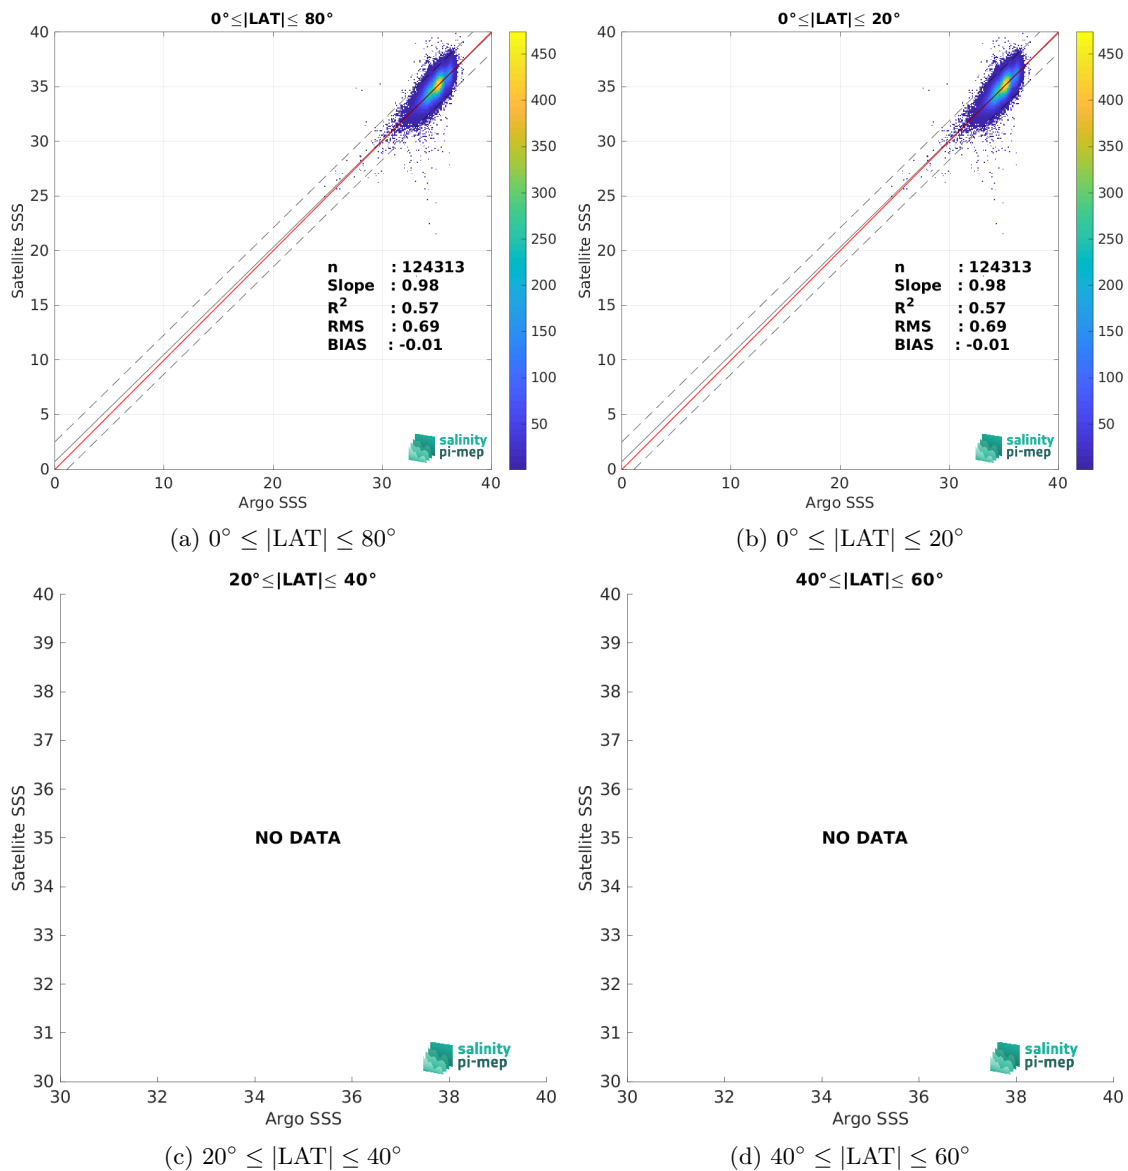 0°≤|LAT|≤ 80°
40
35
30
25
20
15
10
5
0
Satellite SSS
0
10
20
30
40
Argo SSS
450
400
350
300
250
200
150
100
50
n : 124313
Slope : 0.98
R² : 0.57
RMS : 0.69
BIAS : -0.01
salinity
pi-mep
(a) 0° ≤ |LAT| ≤ 80°
0°≤|LAT|≤ 20°
40
35
30
25
20
15
10
5
0
Satellite SSS
0
10
20
30
40
Argo SSS
450
400
350
300
250
200
150
100
50
n : 124313
Slope : 0.98
R² : 0.57
RMS : 0.69
BIAS : -0.01
salinity
pi-mep
(b) 0° ≤ |LAT| ≤ 20°
20°≤|LAT|≤ 40°
40
39
38
37
36
35
34
33
32
31
30
Satellite SSS
NO DATA
salinity
pi-mep
30
32
34
36
38
40
Argo SSS
(c) 20° ≤ |LAT| ≤ 40°
40°≤|LAT|≤ 60°
40
39
38
37
36
35
34
33
32
31
30
Satellite SSS
NO DATA
salinity
pi-mep
30
32
34
36
38
40
Argo SSS
(d) 40° ≤ |LAT| ≤ 60°